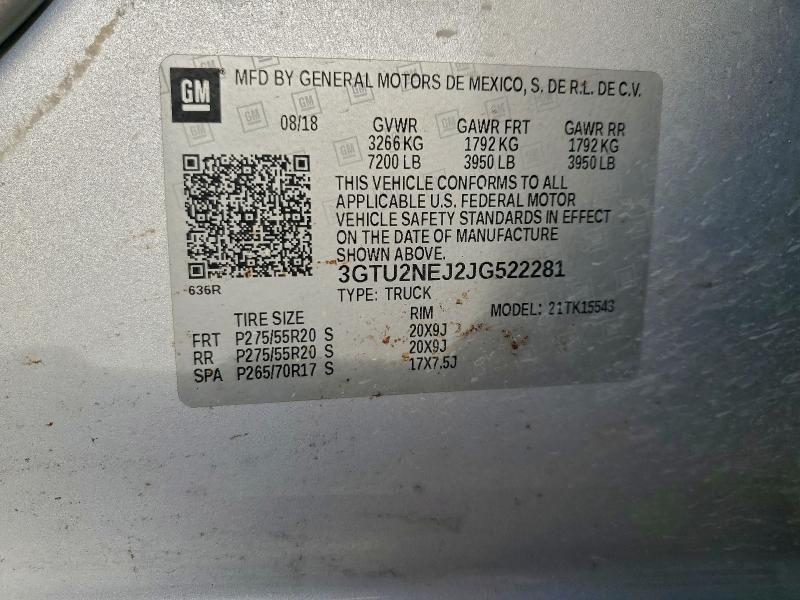 GM
MFD BY GENERAL MOTORS DE MEXICO, S. DE R.L. DE C.V.
08/18 GVWR GAWR FRT GAWR RR
3266 KG 1792 KG 1792 KG
7200 LB 3950 LB 3950 LB
THIS VEHICLE CONFORMS TO ALL
APPLICABLE U.S. FEDERAL MOTOR
VEHICLE SAFETY STANDARDS IN EFFECT
ON THE DATE OF MANUFACTURE
SHOWN ABOVE.
636R
3GTU2NEJ2JG522281
TYPE: TRUCK MODEL: 21TK15543
TIRE SIZE RIM
FRT P275/55R20 S 20X9J
RR P275/55R20 S 20X9J
SPA P265/70R17 S 17X7.5J